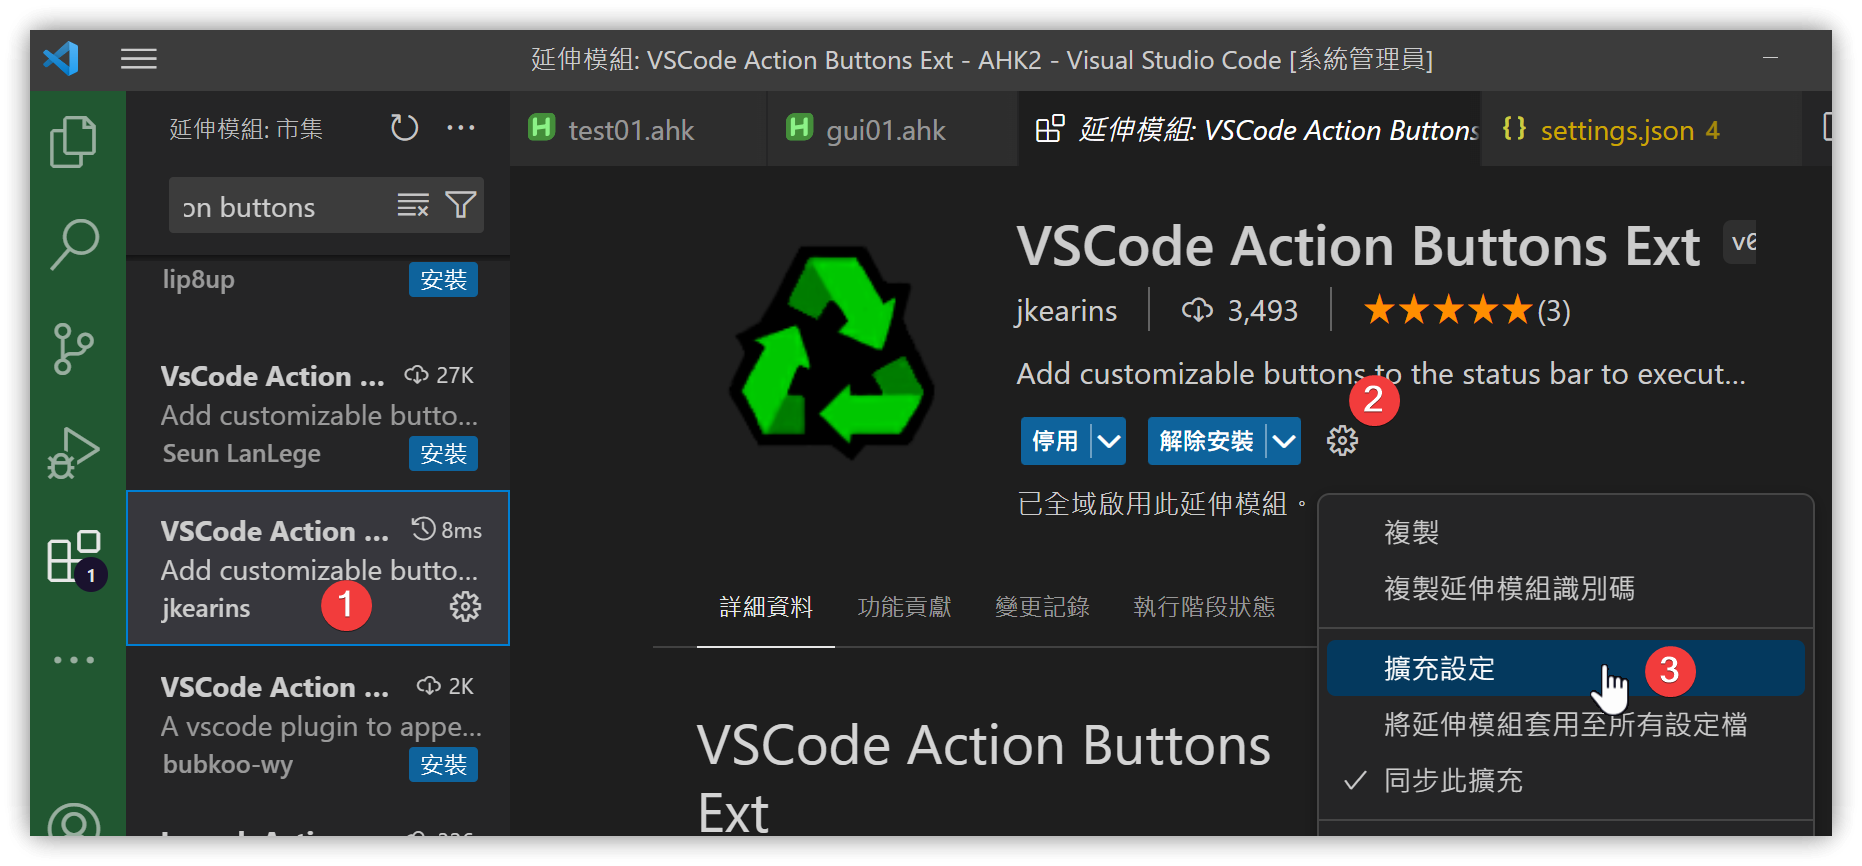 延伸模組: VSCode Action Buttons Ext - AHK2 - Visual Studio Code [系統管理員]
延伸模組: 市集
test01.ahk
gui01.ahk
延伸模組: VSCode Action Buttons
settings.json 4
on buttons
lip8up
安裝
VsCode Action ...
27K
Add customizable butto...
Seun LanLege
安裝
VSCode Action ...
8ms
Add customizable butto...
jkearins
1
1
VSCode Action ...
2K
A vscode plugin to appe...
bubkoo-wy
安裝
VSCode Action Buttons Ext
jkearins
3,493
★★★★★(3)
Add customizable buttons to the status bar to execut...
2
停用
解除安裝
已全域啟用此延伸模組。
詳細資料 功能貢獻 變更記錄 執行階段狀態
VSCode Action Buttons
Ext
複製
複製延伸模組識別碼
擴充設定
3
將延伸模組套用至所有設定檔
✓ 同步此擴充